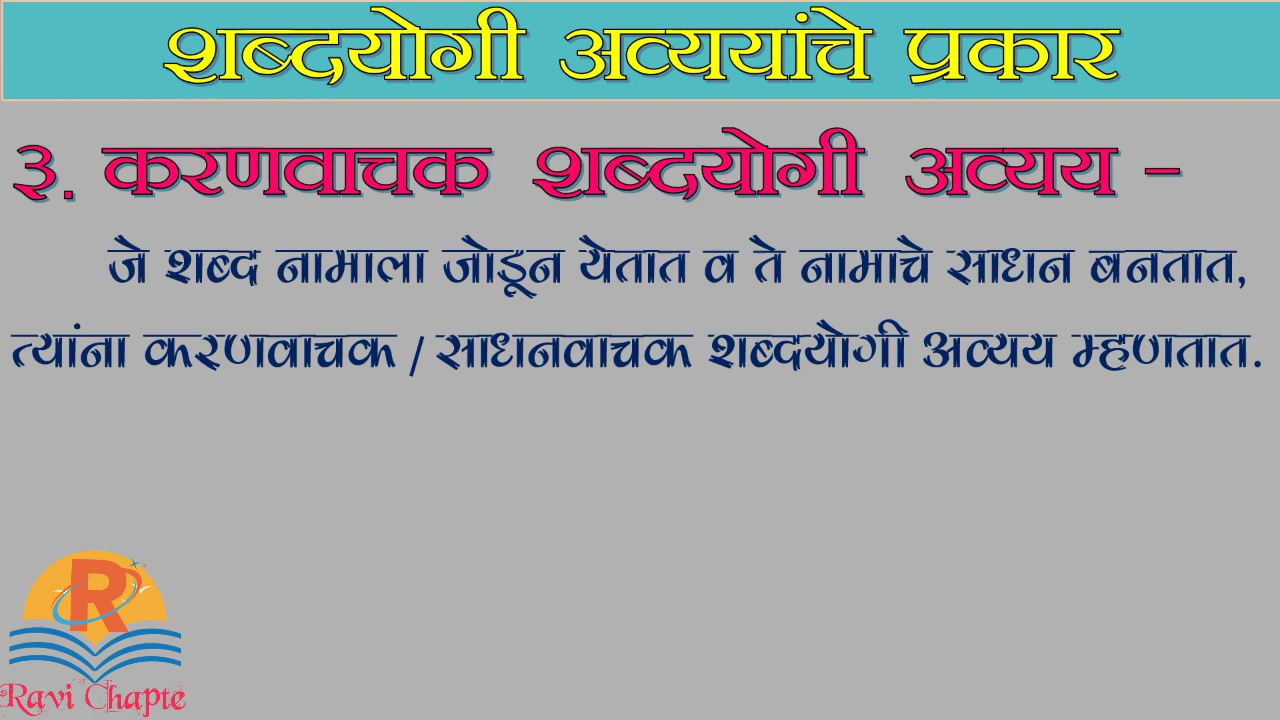 शब्दयोगी अव्ययांचे प्रकार
३. करणवाचक शब्दयोगी अव्यय –
जे शब्द नामाला जोडून येतात व ते नामाचे साधन बनतात,
त्यांना करणवाचक / साधनवाचक शब्दयोगी अव्यय म्हणतात.
R
Ravi Chapte